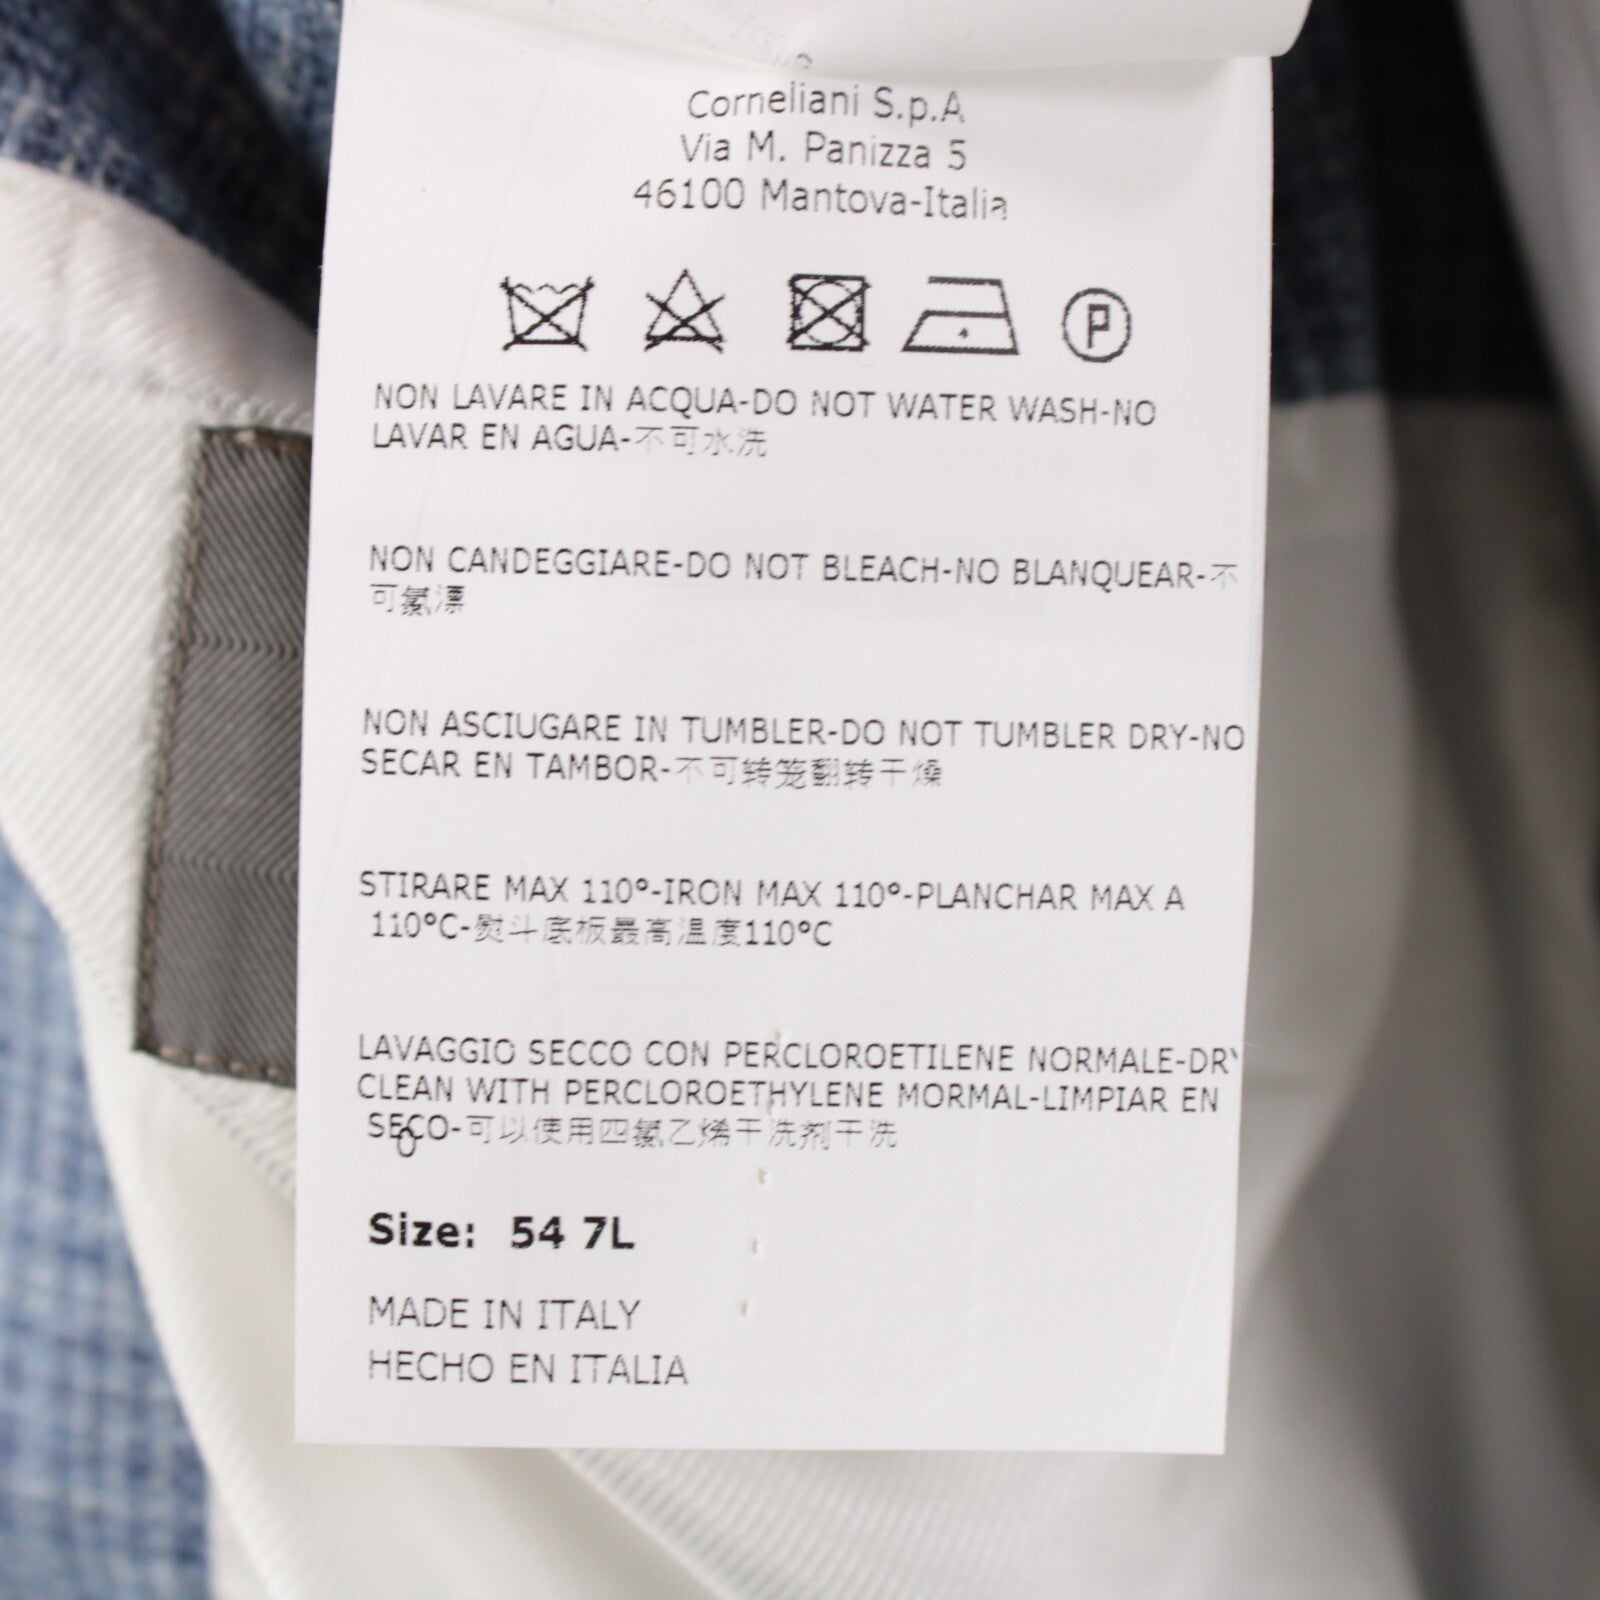 Corneliani S.p.A
Via M. Panizza 5
46100 Mantova-Italia
P
NON LAVARE IN ACQUA-DO NOT WATER WASH-NO
LAVAR EN AGUA-不可水洗
NON CANDEGGIARE-DO NOT BLEACH-NO BLANQUEAR-不
可氯漂
NON ASCIUGARE IN TUMBLER-DO NOT TUMBLER DRY-NO
SECAR EN TAMBOR-不可转笼翻转干燥
STIRARE MAX 110°-IRON MAX 110°-PLANCHAR MAX A
110°C-熨斗底板最高温度110°C
LAVAGGIO SECCO CON PERCLOROETILENE NORMALE-DRY
CLEAN WITH PERCLOROETHYLENE MORMAL-LIMPIAR EN
SECO-可以使用四氯乙烯干洗剂干洗
Size: 54 7L
MADE IN ITALY
HECHO EN ITALIA